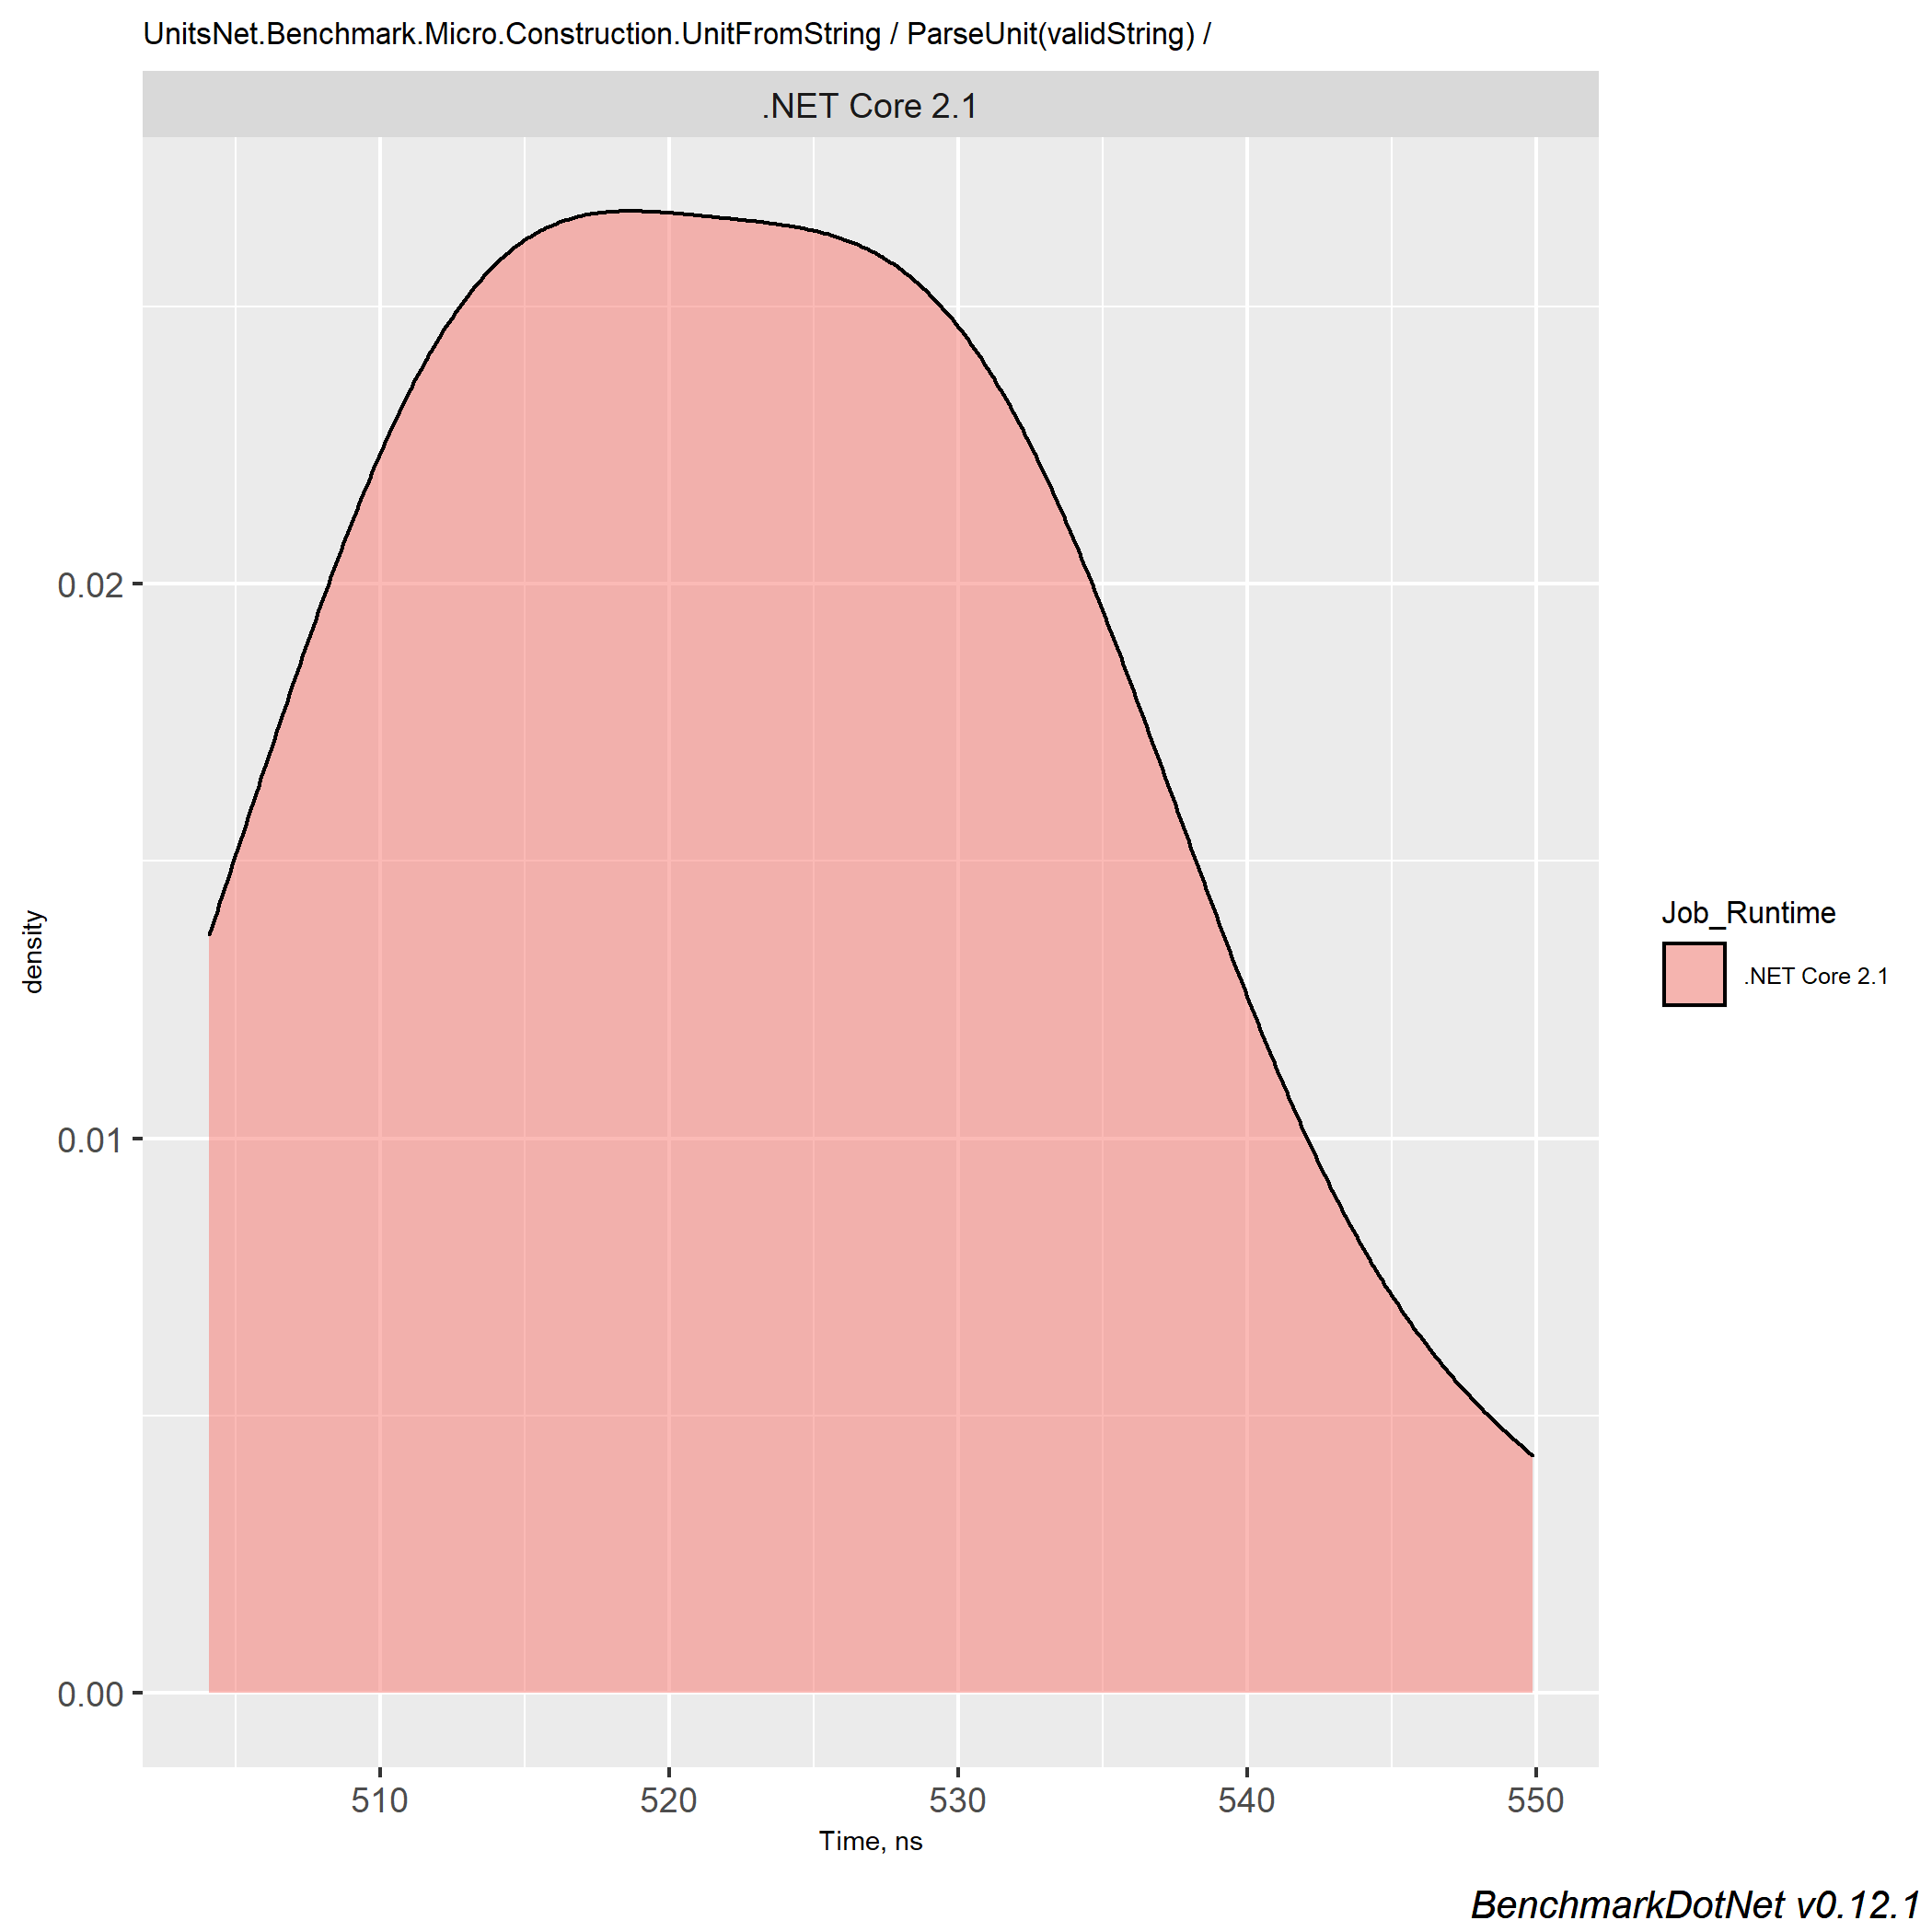 UnitsNet.Benchmark.Micro.Construction.UnitFromString / ParseUnit(validString) /
.NET Core 2.1
0.02
0.01
0.00
density
510 520 530 540 550
Time, ns
Job_Runtime
.NET Core 2.1
BenchmarkDotNet v0.12.1